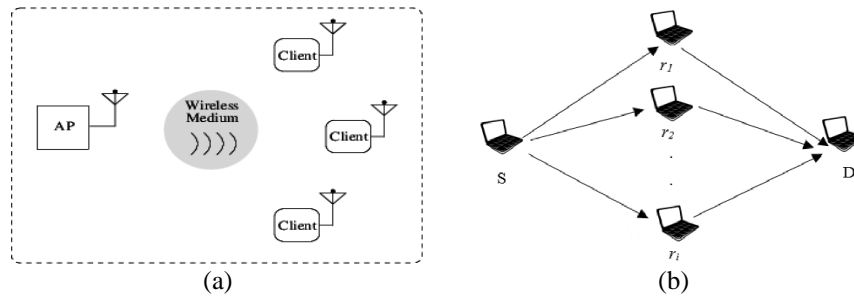 Client
AP
Wireless
Medium
Client
Client
(a)
r1
S
r2
D
.
.
ri
(b)